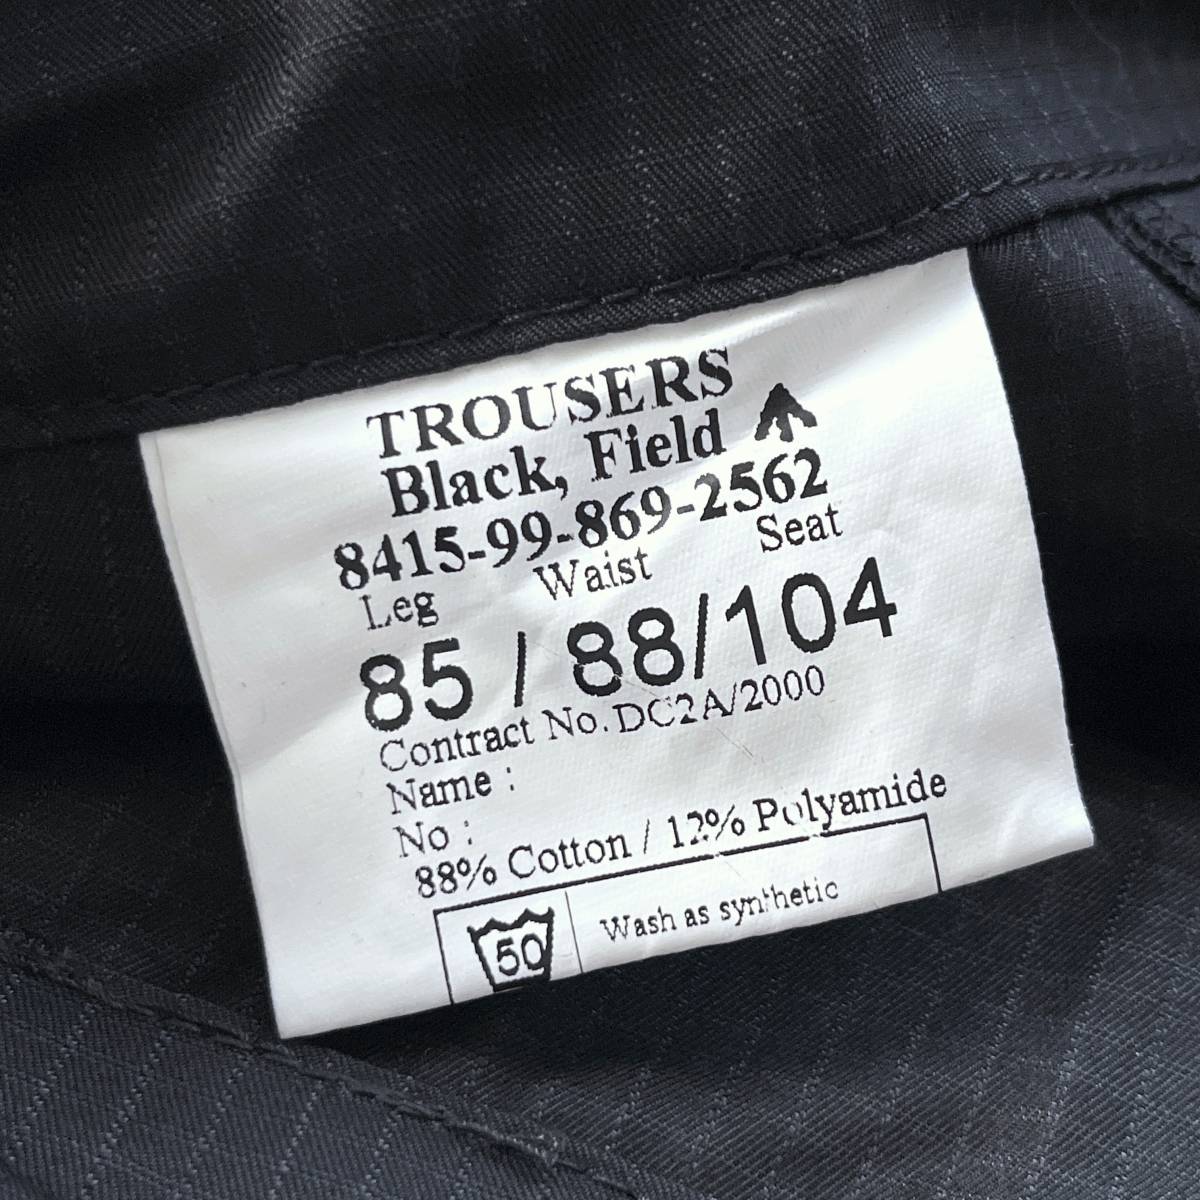 TROUSERS
Black, Field
8415-99-869-2562
Leg Waist Seat
85 / 88/104
Contract No. DC2A/2000
Name :
No :
88% Cotton / 12% Polyamide
50 Wash as synthetic